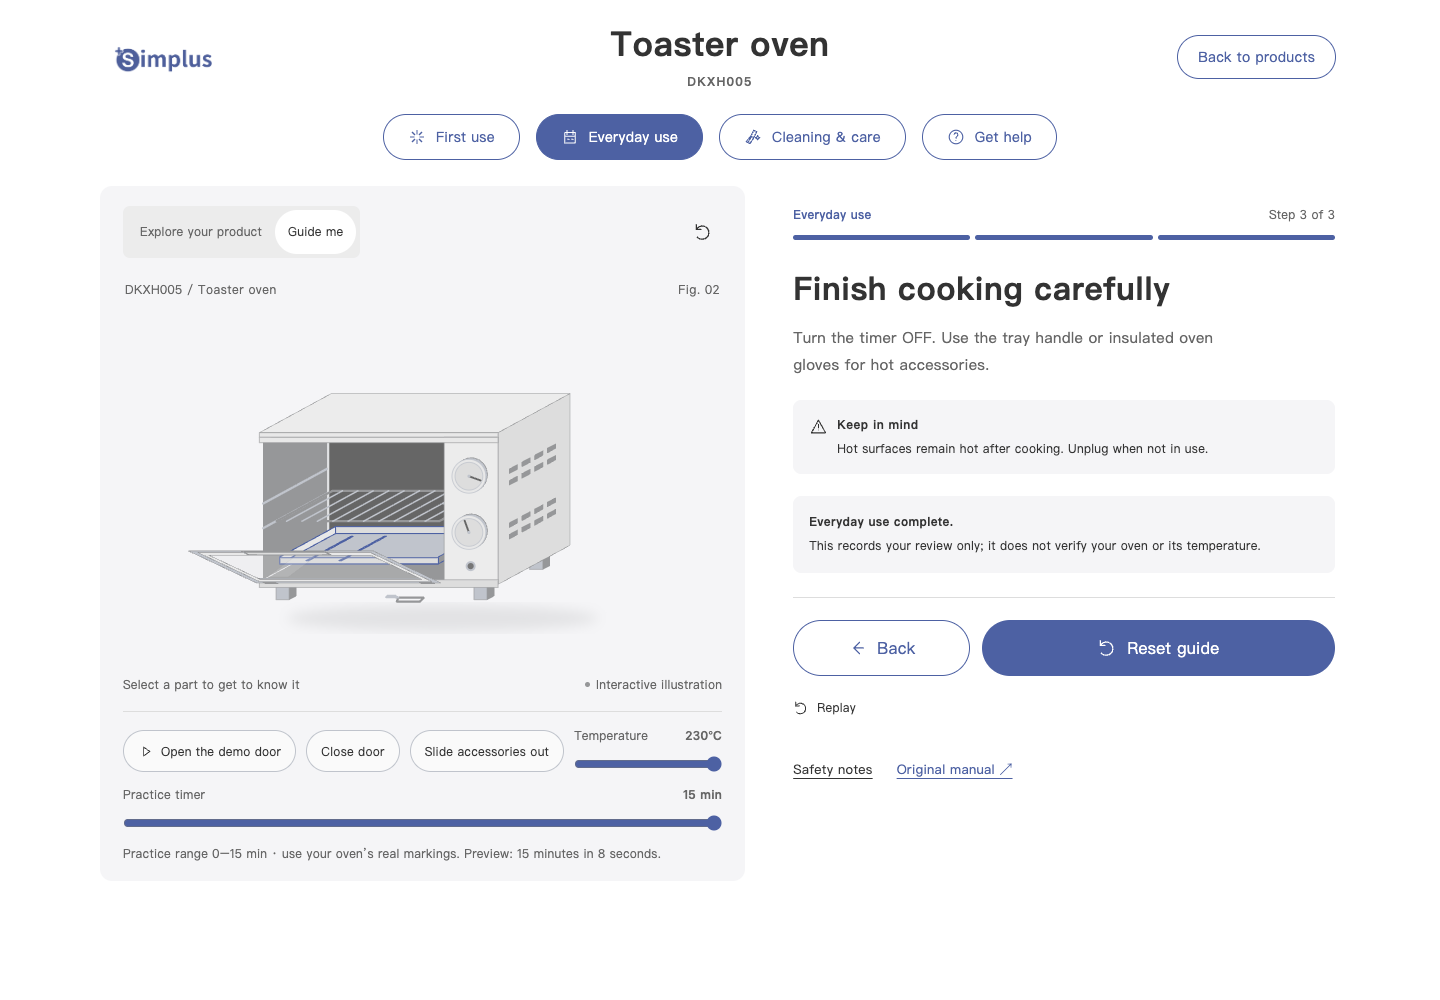 Simplus
Toaster oven
DKXH005
Back to products
First use
Everyday use
Cleaning & care
Get help
Explore your product
Guide me
DKXH005 / Toaster oven
Fig. 02
Select a part to get to know it
Interactive illustration
Open the demo door
Close door
Slide accessories out
Temperature
230°C
Practice timer
15 min
Practice range 0–15 min · use your oven's real markings. Preview: 15 minutes in 8 seconds.
Everyday use
Step 3 of 3
Finish cooking carefully
Turn the timer OFF. Use the tray handle or insulated oven
gloves for hot accessories.
Keep in mind
Hot surfaces remain hot after cooking. Unplug when not in use.
Everyday use complete.
This records your review only; it does not verify your oven or its temperature.
Back
Reset guide
Replay
Safety notes
Original manual